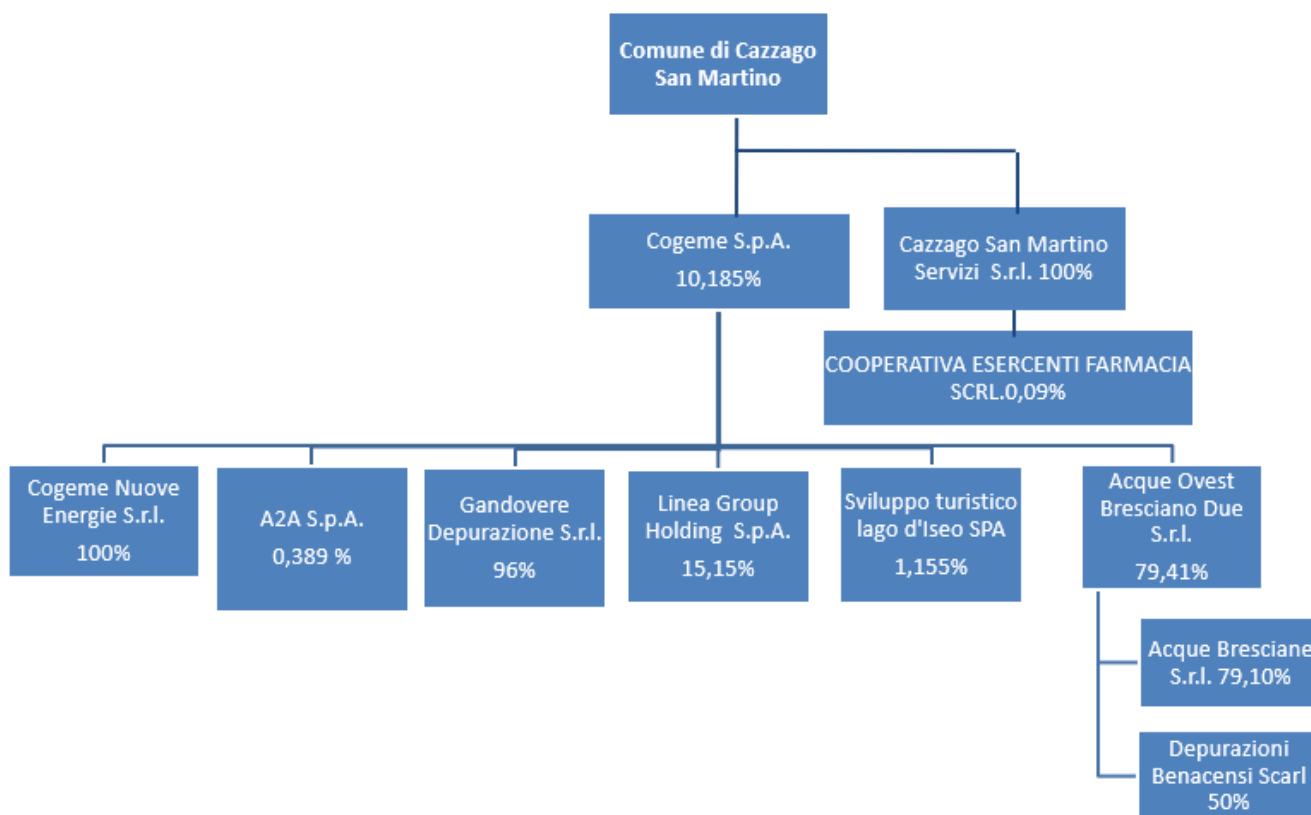 Comune di Cazzago
San Martino
Cogeme S.p.A.
10,185%
Cazzago San Martino
Servizi S.r.l. 100%
COOPERATIVA ESERCENTI FARMACIA
SCRL.0,09%
Cogeme Nuove
Energie S.r.l.
100%
A2A S.p.A.
0,389 %
Gandovere
Depurazione S.r.l.
96%
Linea Group
Holding S.p.A.
15,15%
Sviluppo turistico
lago d'Iseo SPA
1,155%
Acque Ovest
Bresciano Due
S.r.l.
79,41%
Acque Bresciane
S.r.l. 79,10%
Depurazioni
Benacensi Scarl
50%